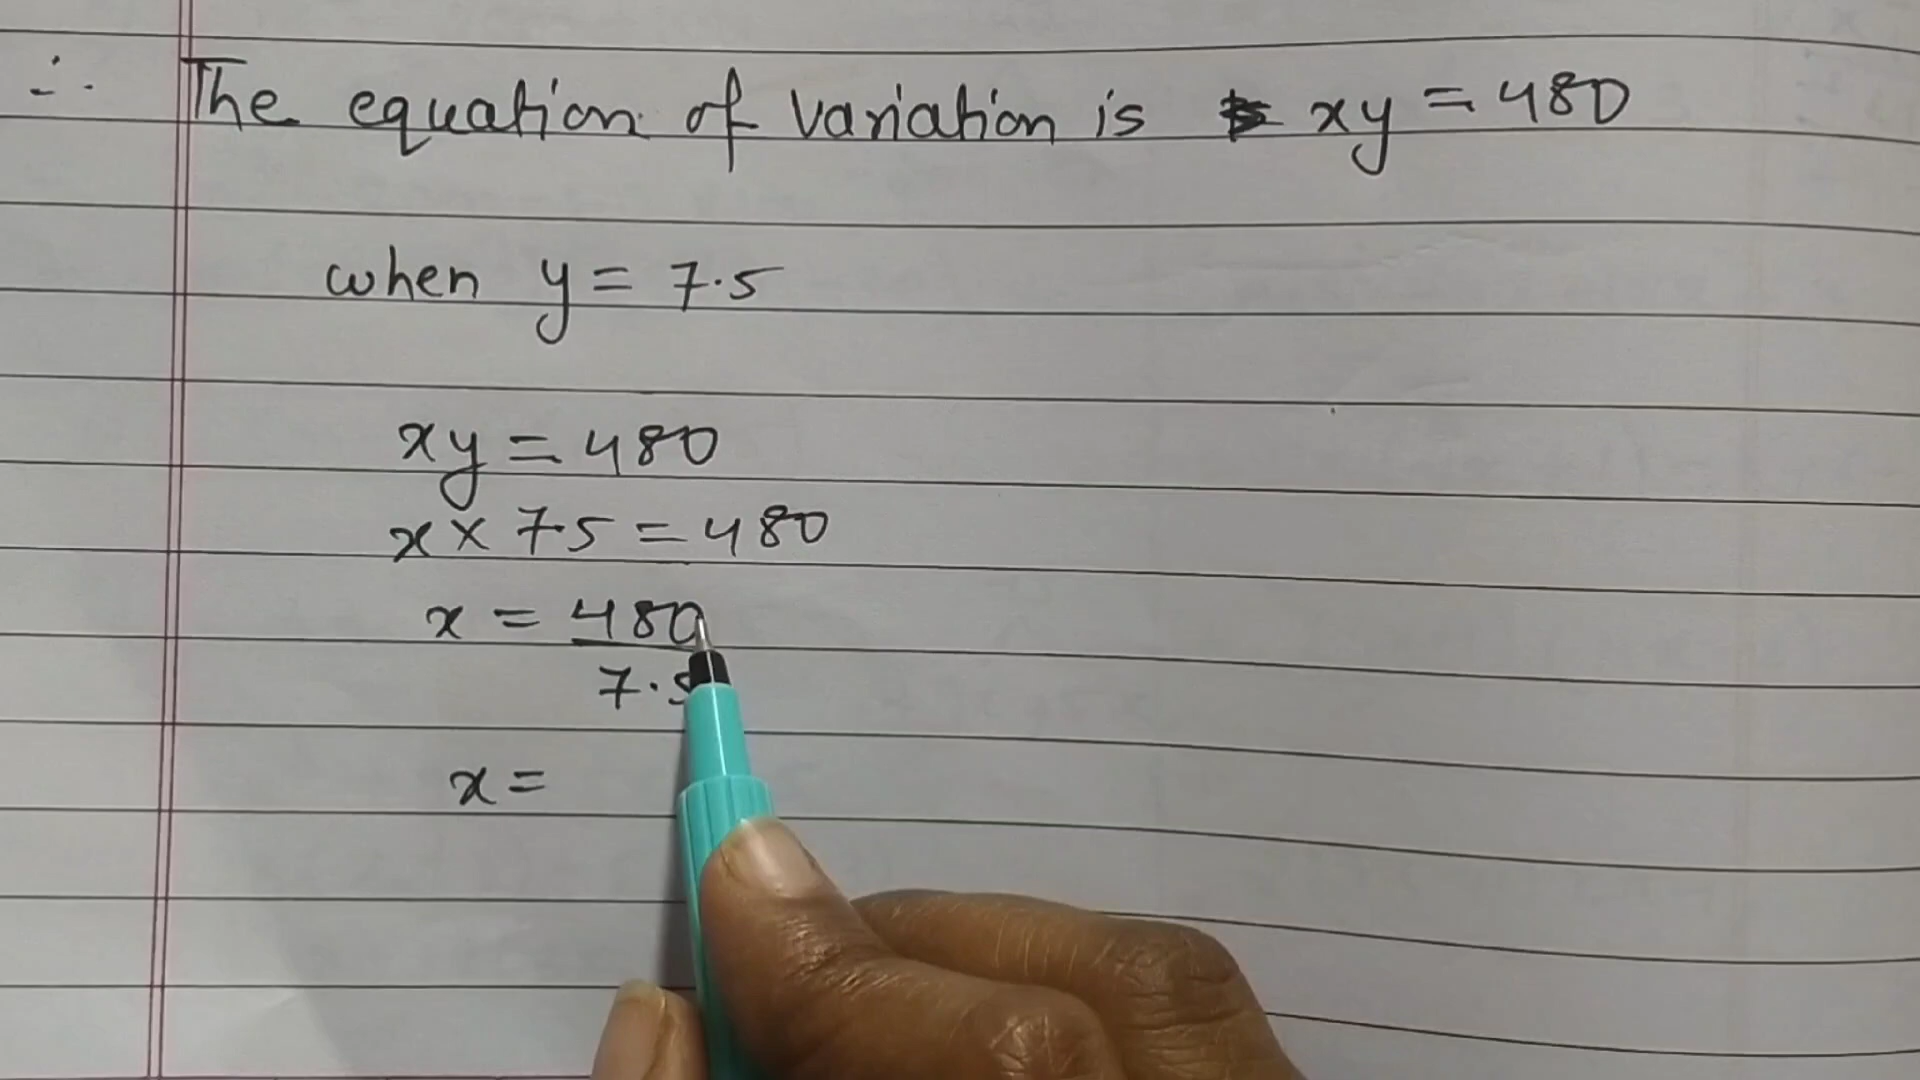 ∴ The equation of variation is xy = 480
when y = 7.5
xy = 480
x × 7.5 = 480
x = 480
7.5
x =